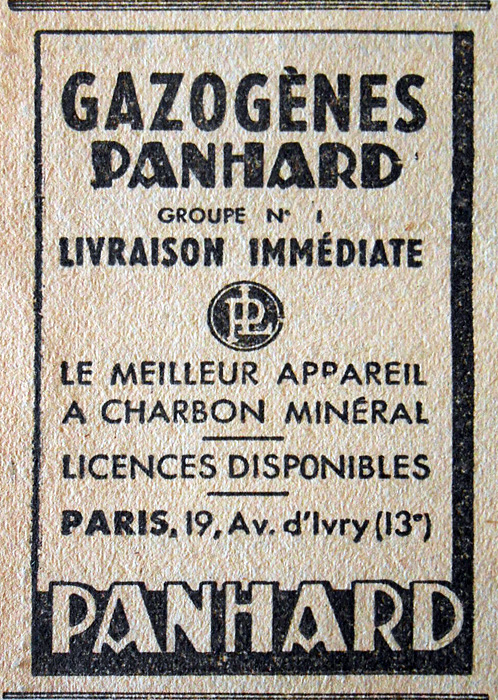 GAZOGÈNES
PANHARD
GROUPE N° 1
LIVRAISON IMMÉDIATE
PL
LE MEILLEUR APPAREIL
A CHARBON MINÉRAL
LICENCES DISPONIBLES
PARIS, 19, Av. d'Ivry (13e)
PANHARD